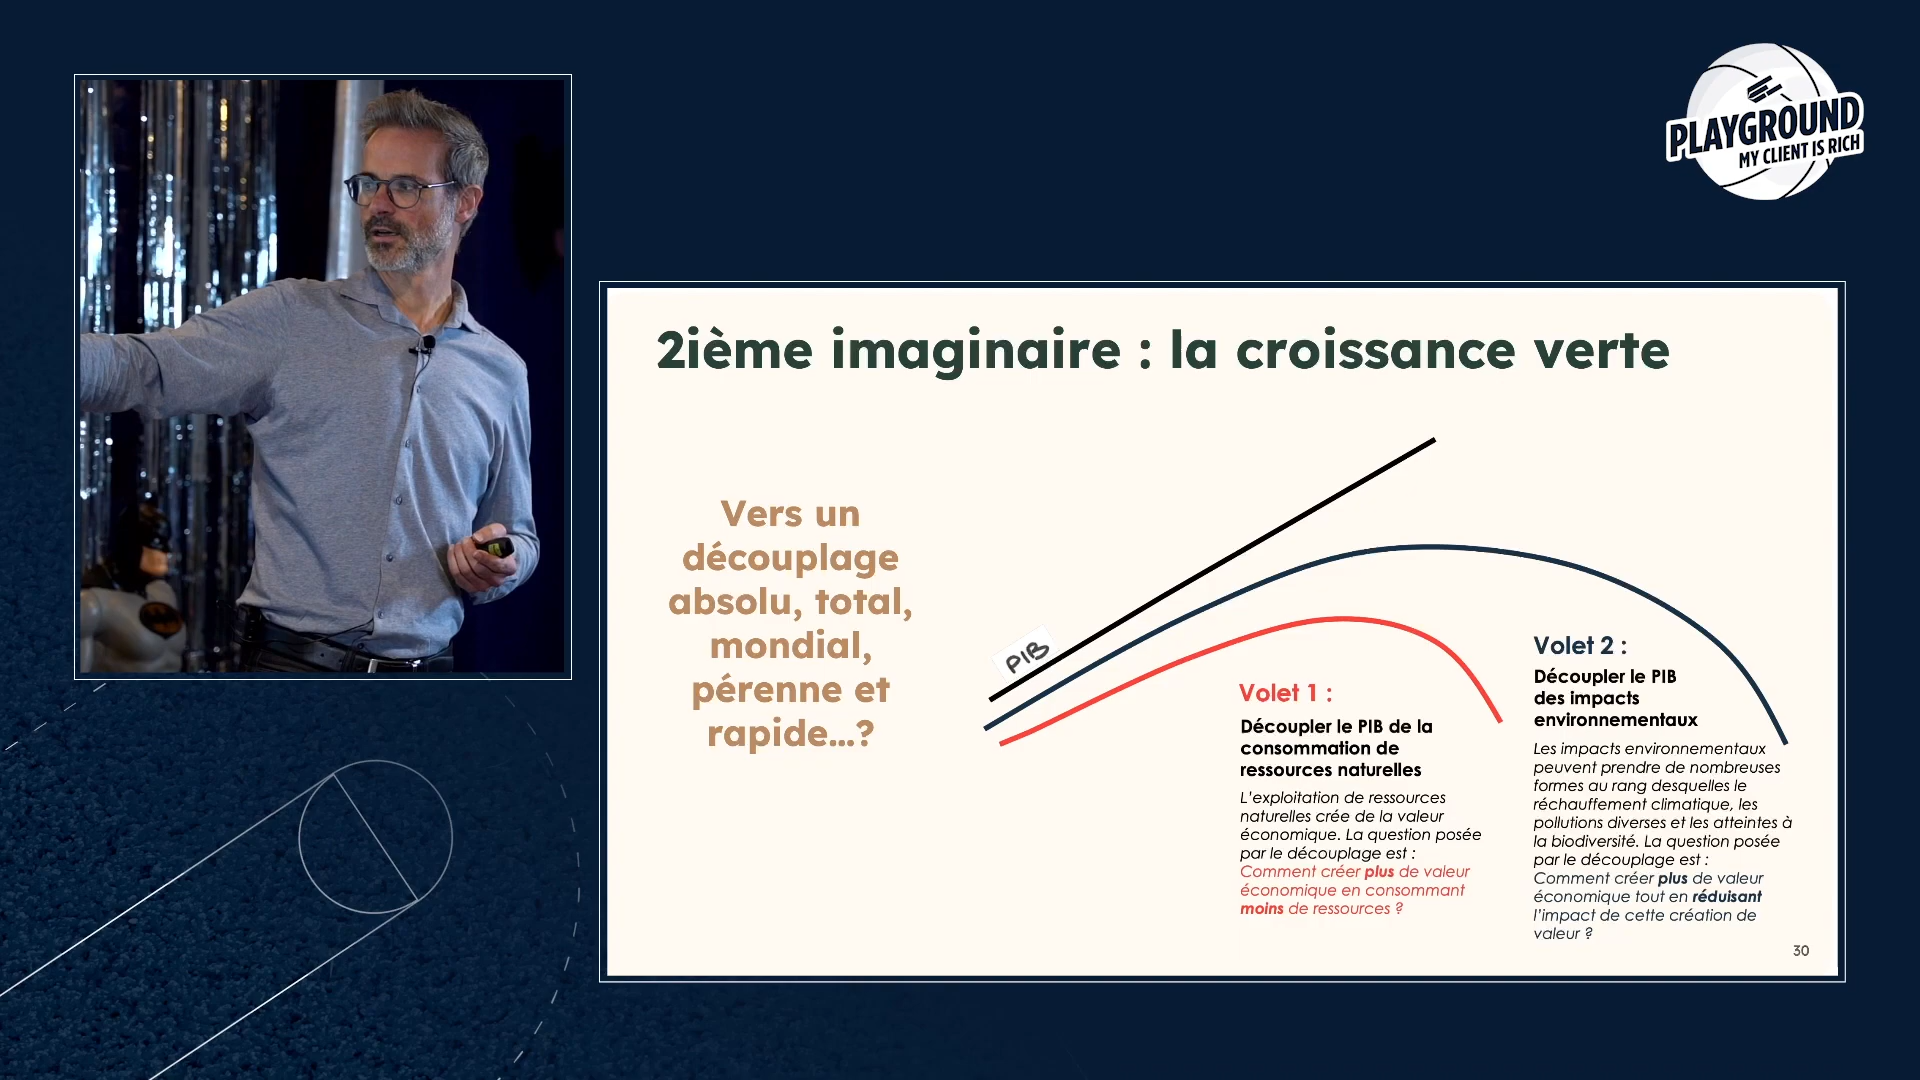 PLAYGROUND
MY CLIENT IS RICH
2ième imaginaire : la croissance verte
Vers un
découplage
absolu, total,
mondial,
pérenne et
rapide...?
PIB
Volet 1 :
Découpler le PIB de la
consommation de
ressources naturelles
L'exploitation de ressources
naturelles crée de la valeur
économique. La question posée
par le découplage est :
Comment créer plus de valeur
économique en consommant
moins de ressources ?
Volet 2 :
Découpler le PIB
des impacts
environnementaux
Les impacts environnementaux
peuvent prendre de nombreuses
formes au rang desquelles le
réchauffement climatique, les
pollutions diverses et les atteintes à
la biodiversité. La question posée
par le découplage est :
Comment créer plus de valeur
économique tout en réduisant
l'impact de cette création de
valeur ?
30